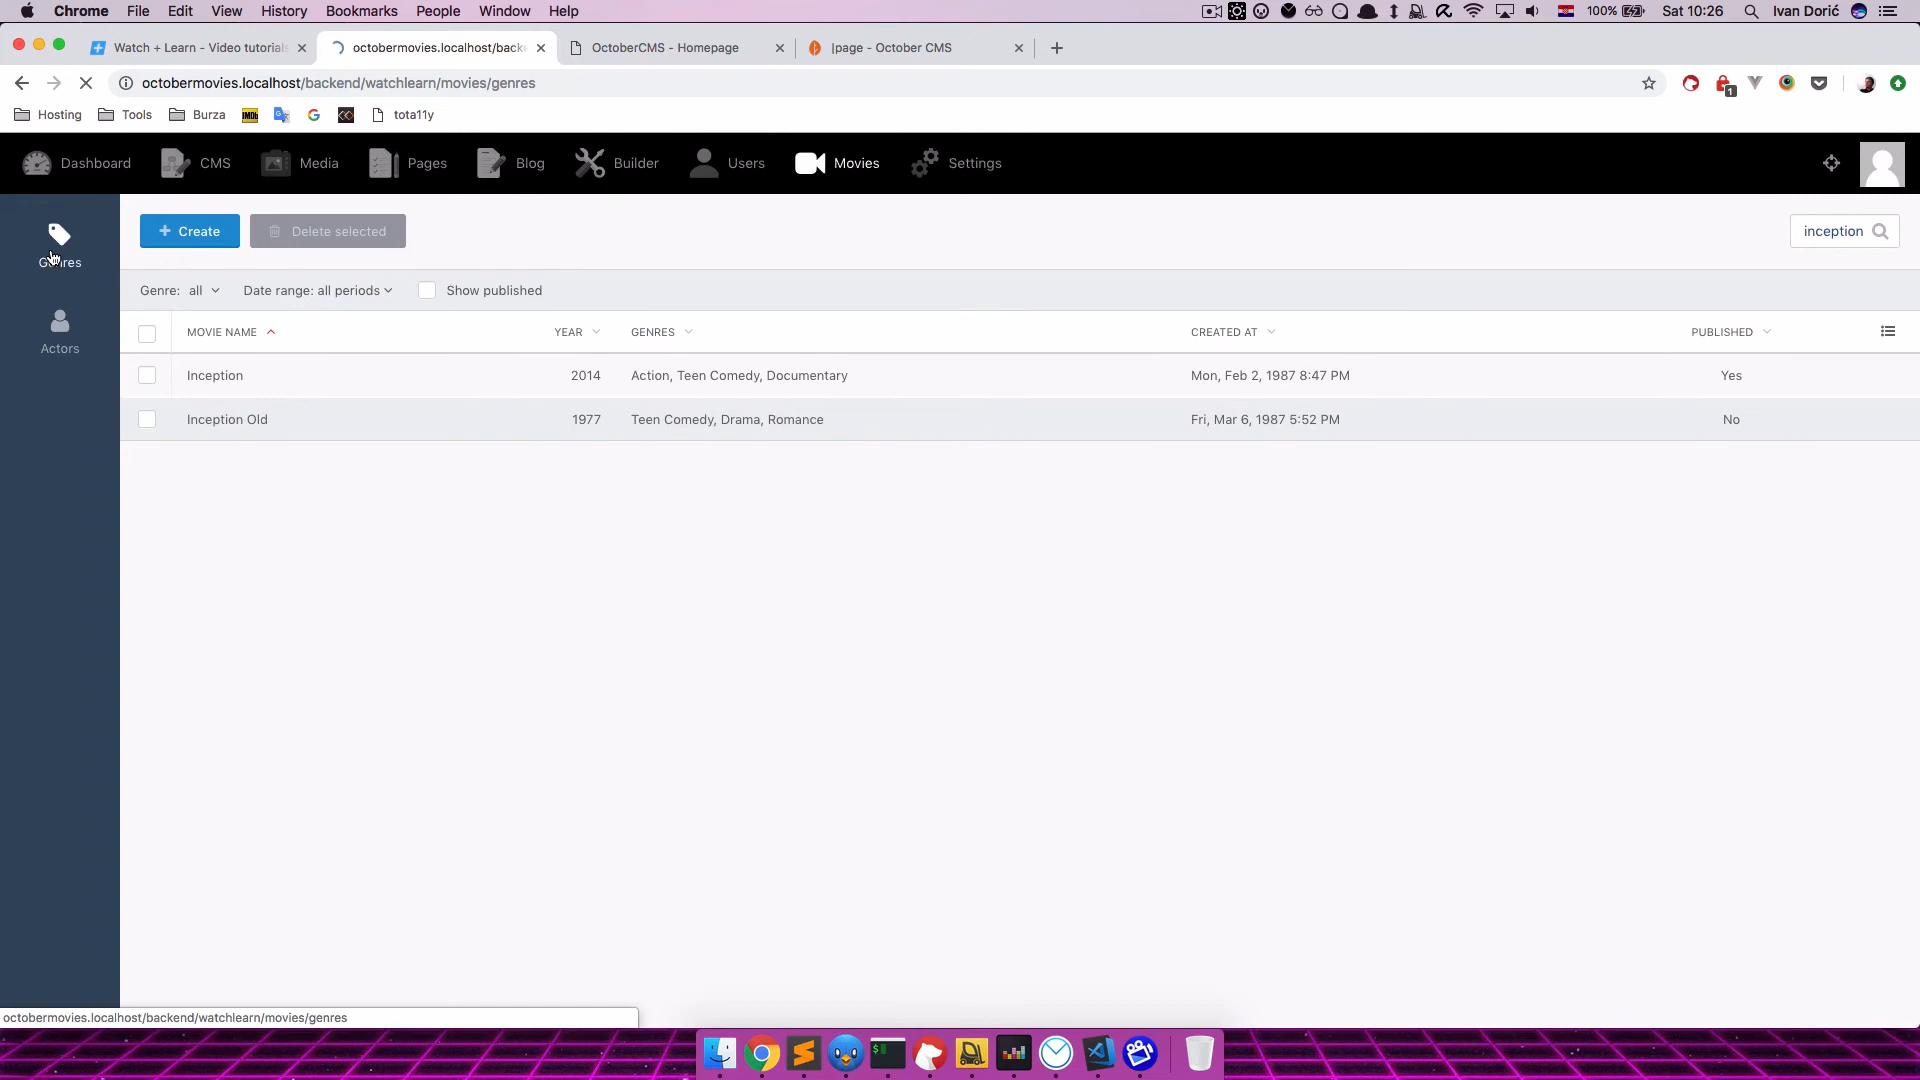 Chrome File Edit View History Bookmarks People Window Help 100% Sat 10:26 Ivan Dorić
Watch + Learn - Video tutorials octobermovies.localhost/back OctoberCMS - Homepage |page - October CMS
octobermovies.localhost/backend/watchlearn/movies/genres 1
Hosting Tools Burza IMDb G tota11y
Dashboard CMS Media Pages Blog Builder Users Movies Settings
Create Delete selected inception
Genres
Genre: all Date range: all periods Show published
MOVIE NAME YEAR GENRES CREATED AT PUBLISHED
Actors
Inception 2014 Action, Teen Comedy, Documentary Mon, Feb 2, 1987 8:47 PM Yes
Inception Old 1977 Teen Comedy, Drama, Romance Fri, Mar 6, 1987 5:52 PM No
octobermovies.localhost/backend/watchlearn/movies/genres